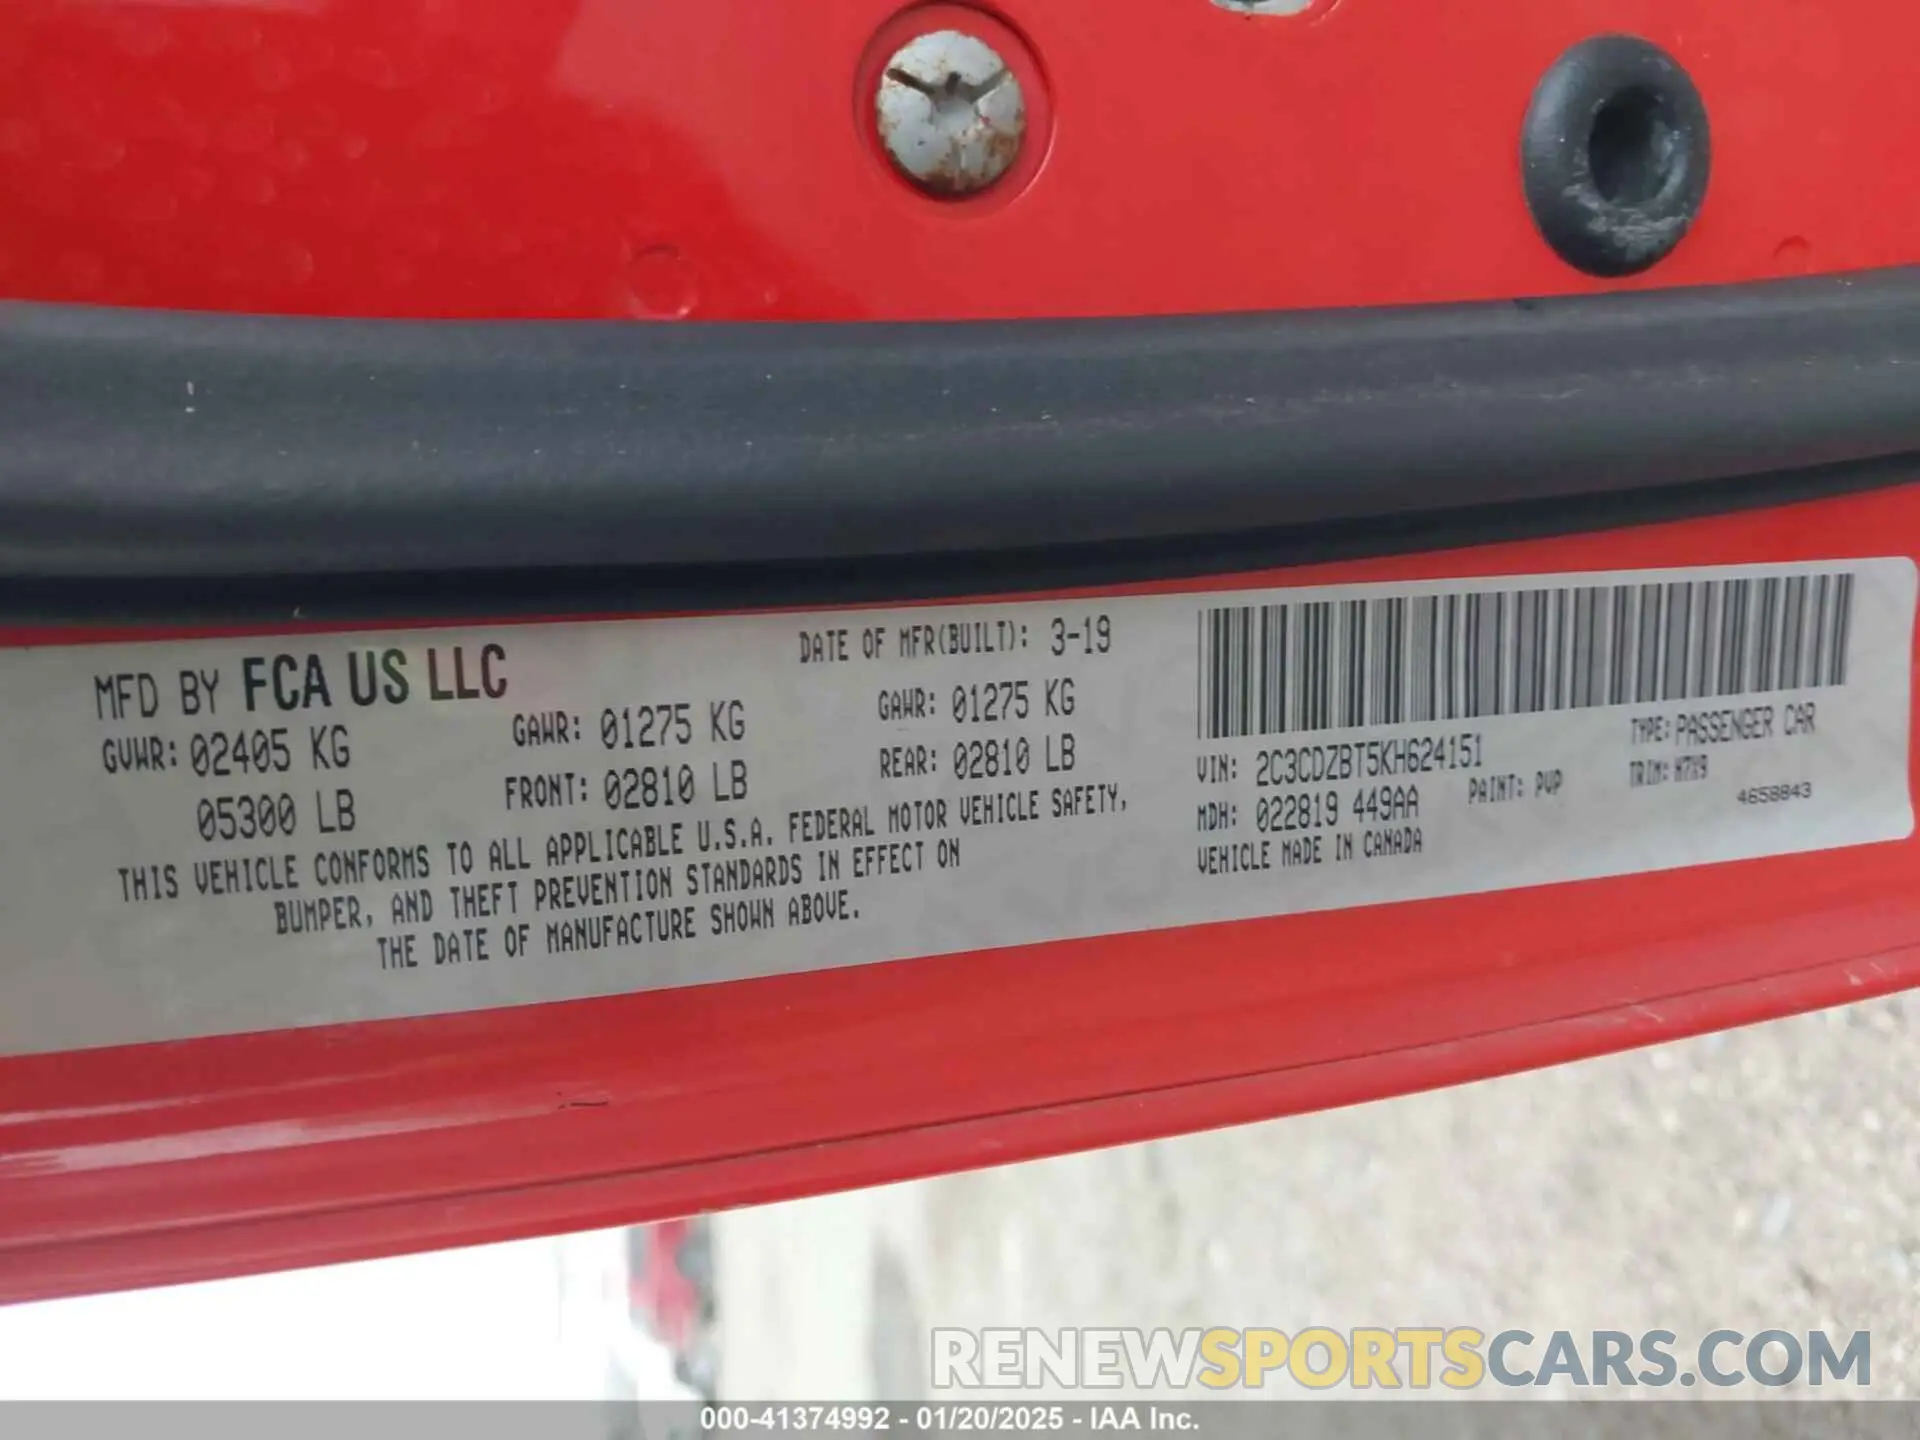 MFD BY FCA US LLC
DATE OF MFR(BUILT): 3-19
GVWR: 02405 KG
GAWR: 01275 KG
GAWR: 01275 KG
05300 LB
FRONT: 02810 LB
REAR: 02810 LB
THIS VEHICLE CONFORMS TO ALL APPLICABLE U.S.A. FEDERAL MOTOR VEHICLE SAFETY,
BUMPER, AND THEFT PREVENTION STANDARDS IN EFFECT ON
THE DATE OF MANUFACTURE SHOWN ABOVE.
VIN: 2C3CDZBT5KH624151
TYPE: PASSENGER CAR
MDH: 022819 449AA
PAINT: PVP
TRIM: H7X9
4658843
VEHICLE MADE IN CANADA
RENEWSPORTSCARS.COM
000-41374992 - 01/20/2025 - IAA Inc.